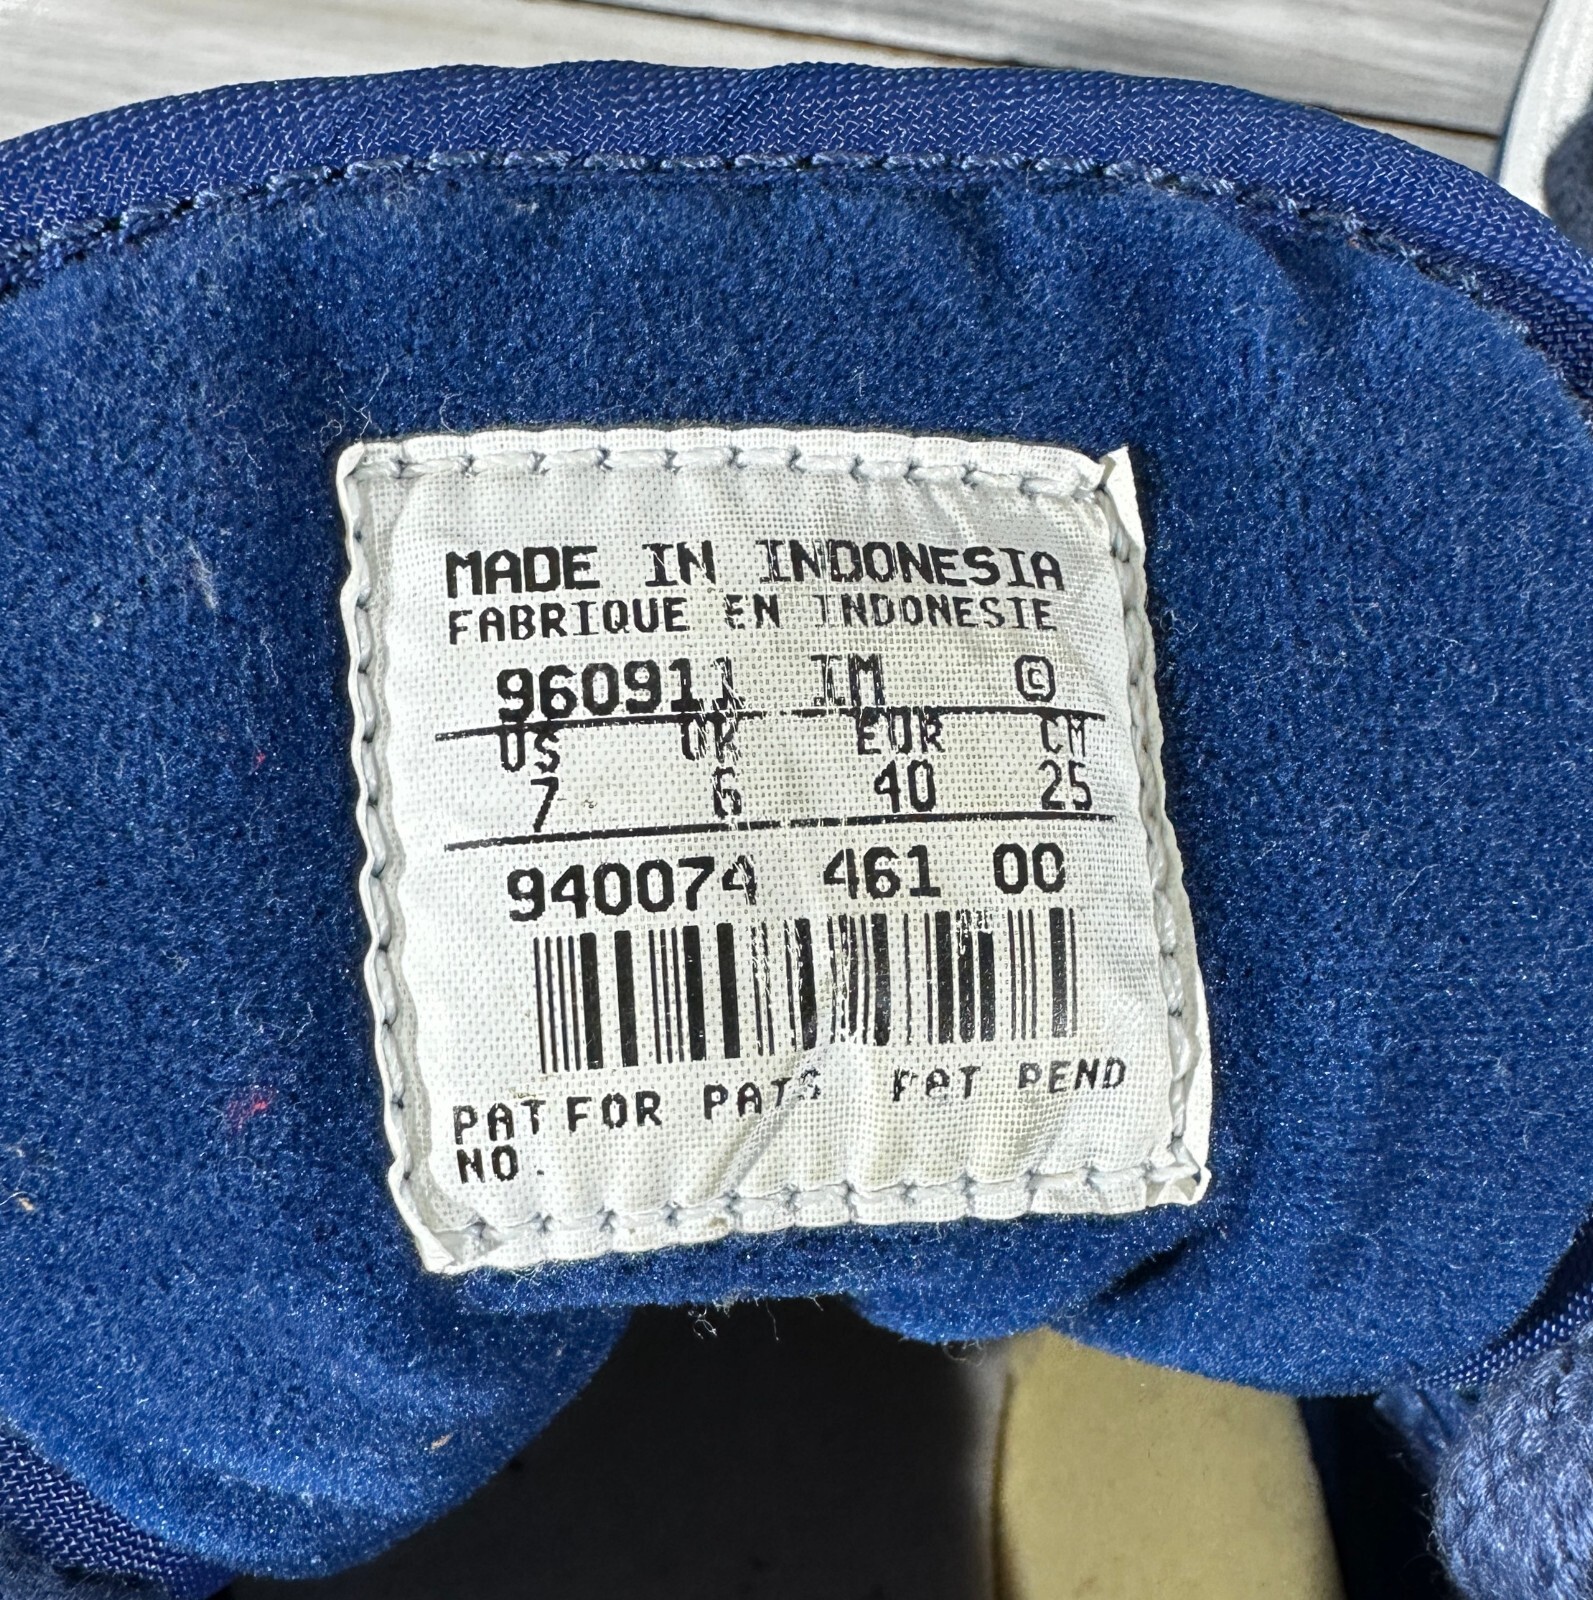 MADE IN INDONESIA
FABRIQUE EN INDONESIE
960911 IM ©
US UK EUR CM
7 6 40 25
940074 461 00
PAT FOR PATS PAT PEND
NO.